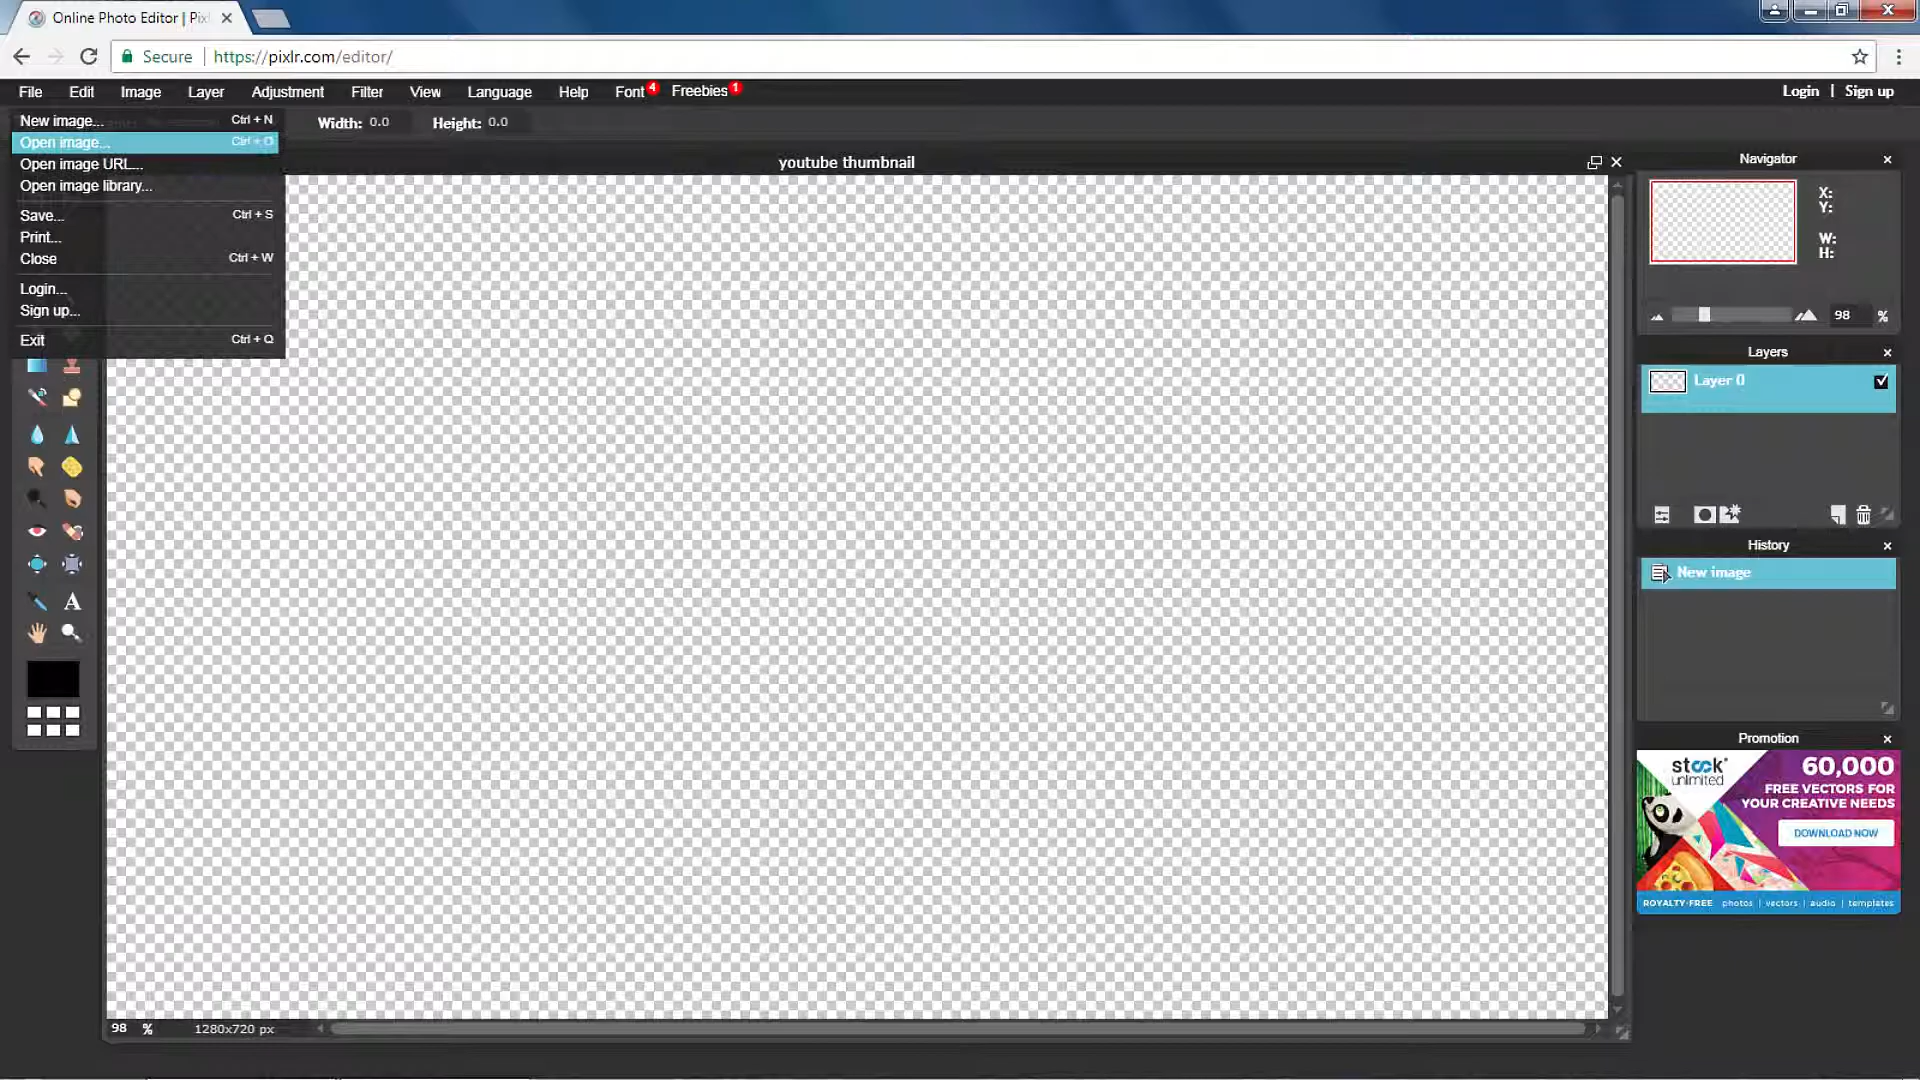 Online Photo Editor | Pix
Secure https://pixlr.com/editor/
File Edit Image Layer Adjustment Filter View Language Help Font 4 Freebies 1 Login | Sign up
New image... Ctrl + N
Width: 0.0 Height: 0.0
Open image... Ctrl + O
Open image URL...
Open image library...
Save... Ctrl + S
Print...
Close Ctrl + W
Login...
Sign up...
Exit Ctrl + Q
youtube thumbnail
98 % 1280x720 px
Navigator
X:
Y:
W:
H:
98 %
Layers
Layer 0
History
New image
Promotion
stock
unlimited
60,000
FREE VECTORS FOR
YOUR CREATIVE NEEDS
DOWNLOAD NOW
ROYALTY-FREE photos | vectors | audio | templates
A